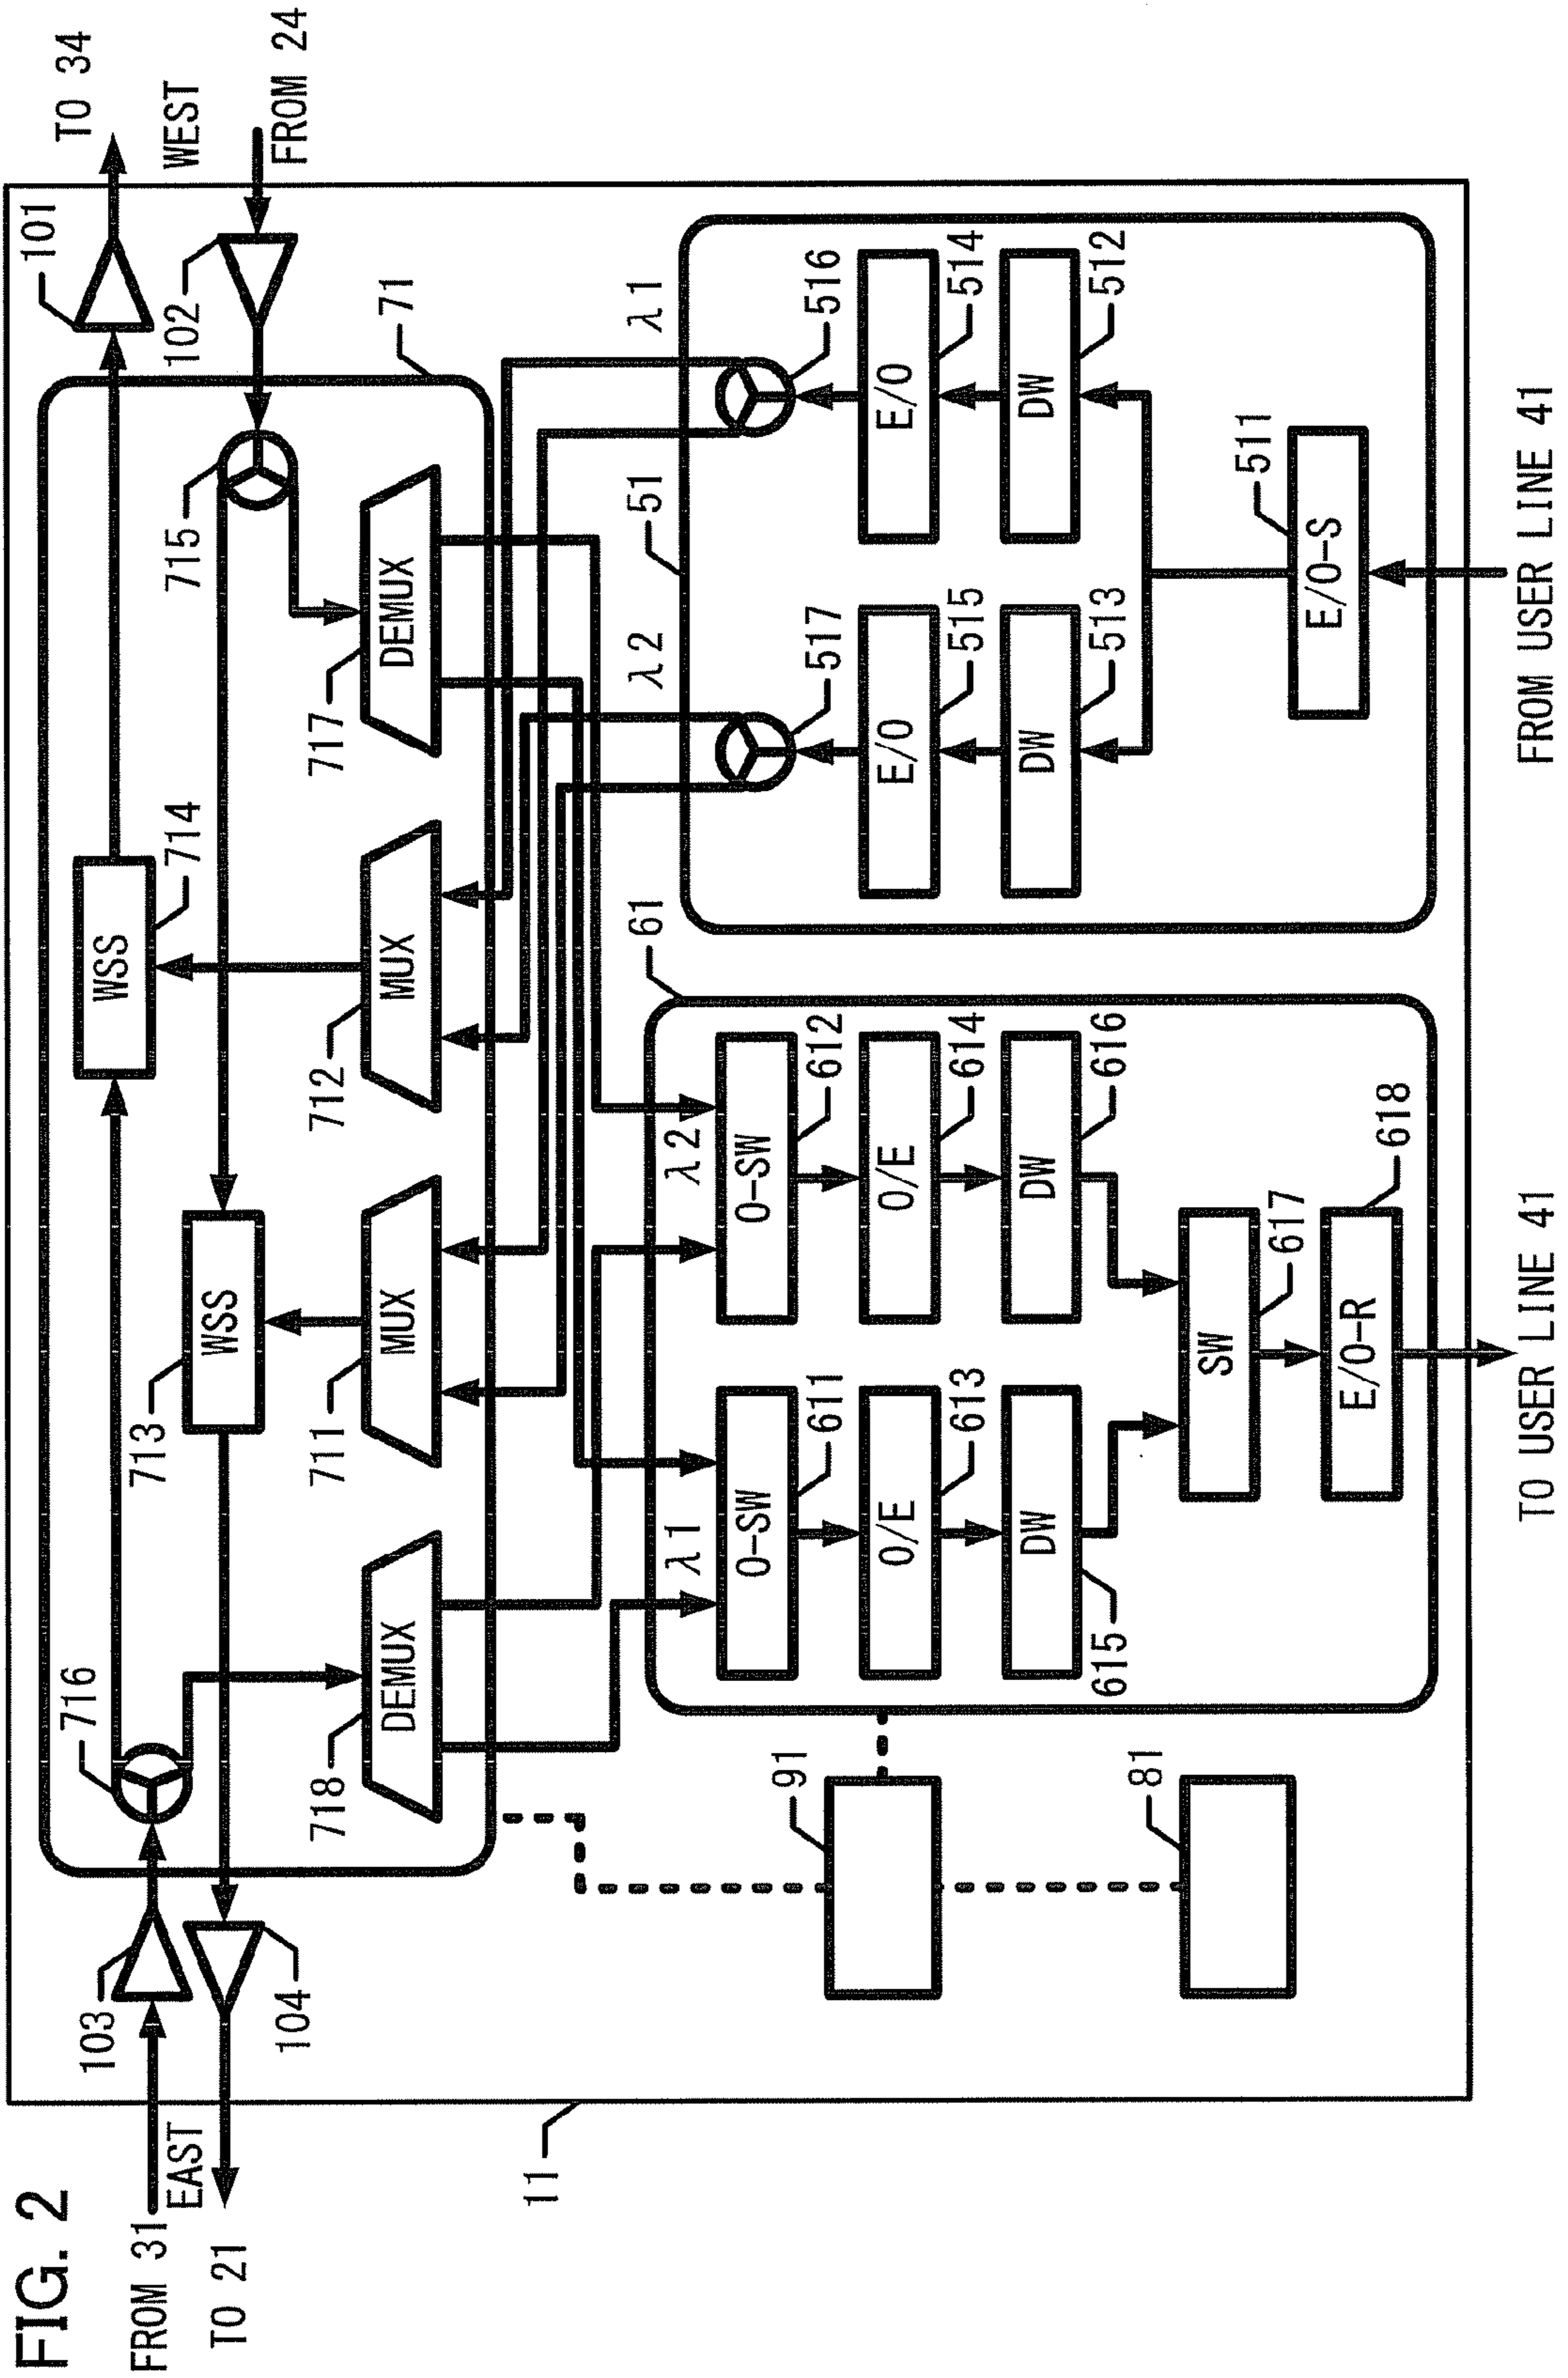 FIG. 2
FROM 31
EAST
TO 21
TO 34
WEST
FROM 24
103
104
101
102
11
71
716
715
WSS
714
WSS
713
DEMUX
718
MUX
711
MUX
712
DEMUX
717
61
λ1
λ2
O-SW
611
O-SW
612
O/E
613
O/E
614
DW
615
DW
616
SW
617
E/O-R
618
TO USER LINE 41
51
λ2
λ1
517
516
E/O
515
E/O
514
DW
513
DW
512
E/O-S
511
FROM USER LINE 41
91
81